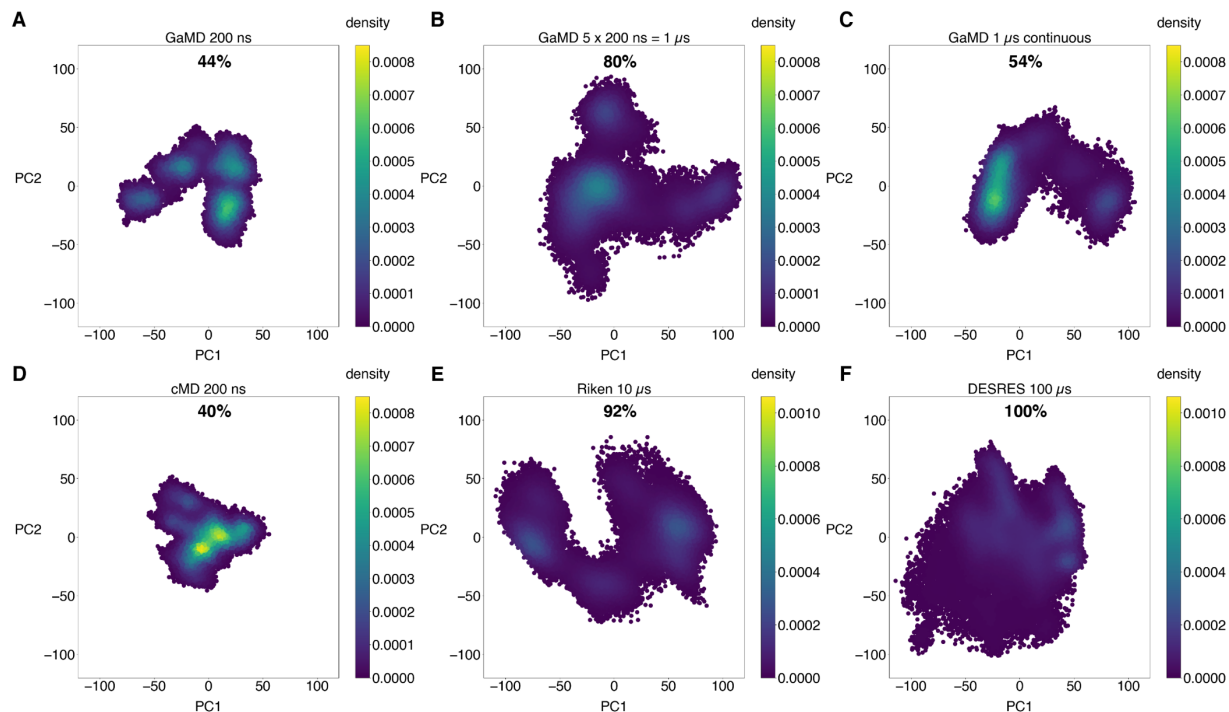 A
GaMD 200 ns
density
44%
100
50
0
−50
−100
PC2
−100 −50 0 50 100
PC1
0.0008
0.0007
0.0006
0.0005
0.0004
0.0003
0.0002
0.0001
0.0000
B
GaMD 5 x 200 ns = 1 µs
density
80%
100
50
0
−50
−100
PC2
−100 −50 0 50 100
PC1
0.0008
0.0007
0.0006
0.0005
0.0004
0.0003
0.0002
0.0001
0.0000
C
GaMD 1 µs continuous
density
54%
100
50
0
−50
−100
PC2
−100 −50 0 50 100
PC1
0.0008
0.0007
0.0006
0.0005
0.0004
0.0003
0.0002
0.0001
0.0000
D
cMD 200 ns
density
40%
100
50
0
−50
−100
PC2
−100 −50 0 50 100
PC1
0.0008
0.0007
0.0006
0.0005
0.0004
0.0003
0.0002
0.0001
0.0000
E
Riken 10 µs
density
92%
100
50
0
−50
−100
PC2
−100 −50 0 50 100
PC1
0.0010
0.0008
0.0006
0.0004
0.0002
0.0000
F
DESRES 100 µs
density
100%
100
50
0
−50
−100
PC2
−100 −50 0 50 100
PC1
0.0010
0.0008
0.0006
0.0004
0.0002
0.0000